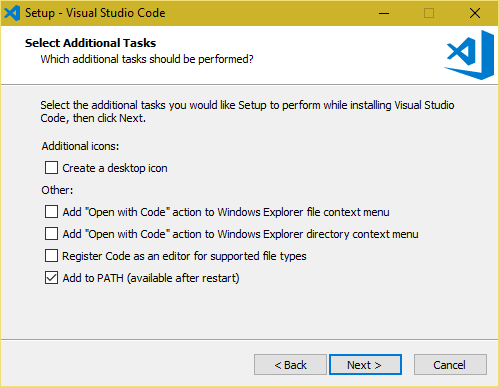 Setup - Visual Studio Code
Select Additional Tasks
Which additional tasks should be performed?
Select the additional tasks you would like Setup to perform while installing Visual Studio
Code, then click Next.
Additional icons:
Create a desktop icon
Other:
Add "Open with Code" action to Windows Explorer file context menu
Add "Open with Code" action to Windows Explorer directory context menu
Register Code as an editor for supported file types
Add to PATH (available after restart)
< Back
Next >
Cancel